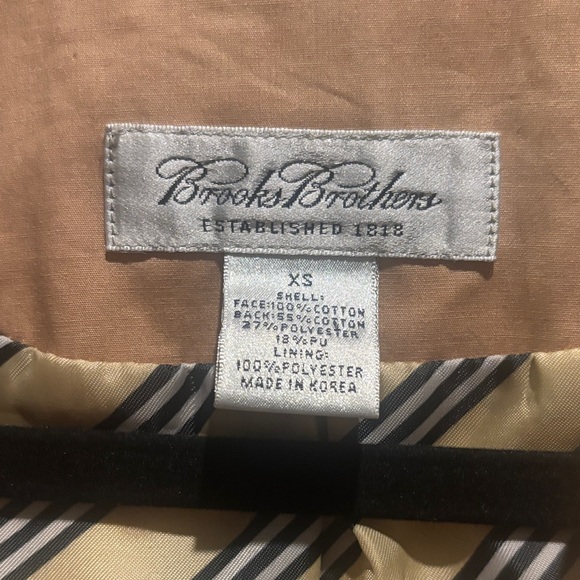 Brooks Brothers
ESTABLISHED 1818
XS
SHELL:
FACE:100%COTTON
BACK:55%COTTON
27%POLYESTER
18%PU
LINING:
100%POLYESTER
MADE IN KOREA